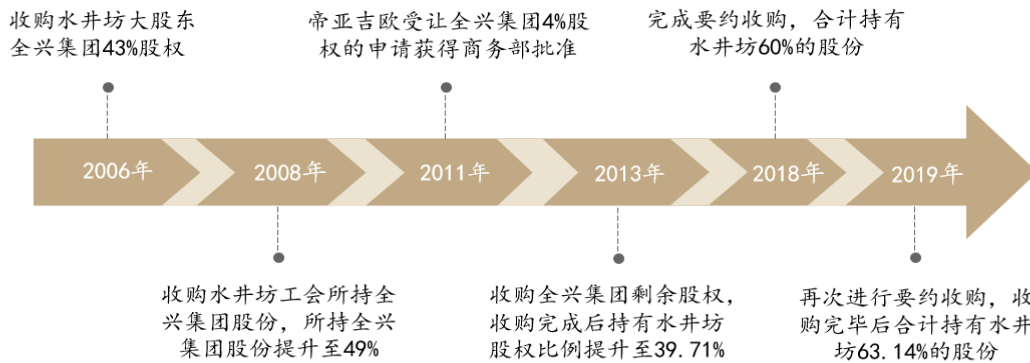 收购水井坊大股东
全兴集团43%股权
帝亚吉欧受让全兴集团4%股
权的申请获得商务部批准
完成要约收购，合计持有
水井坊60%的股份
2006年
2008年
2011年
2013年
2018年
2019年
收购水井坊工会所持全
兴集团股份，所持全兴
集团股份提升至49%
收购全兴集团剩余股权，
收购完成后持有水井坊
股权比例提升至39.71%
再次进行要约收购，收
购完毕后合计持有水井
坊63.14%的股份